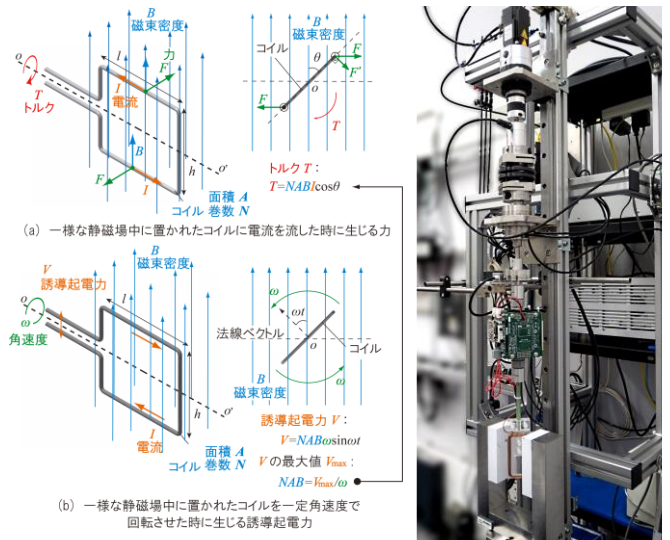 B
磁束密度
l
力
F
o
I
電流
T
トルク
B
h
F
I
o'
面積 A
コイル 巻数 N
B
磁束密度
コイル
θ
F
F'
o
F
T
トルク T：
T=NABIcosθ
(a) 一様な静磁場中に置かれたコイルに電流を流した時に生じる力
B
磁束密度
V
誘導起電力
l
o
ω
角速度
h
o'
I
電流
面積 A
コイル 巻数 N
ω
ωt
法線ベクトル
o
コイル
B
磁束密度
ω
誘導起電力 V：
V=NABωsinωt
V の最大値 Vmax：
NAB=Vmax/ω
(b) 一様な静磁場中に置かれたコイルを一定角速度で
回転させた時に生じる誘導起電力